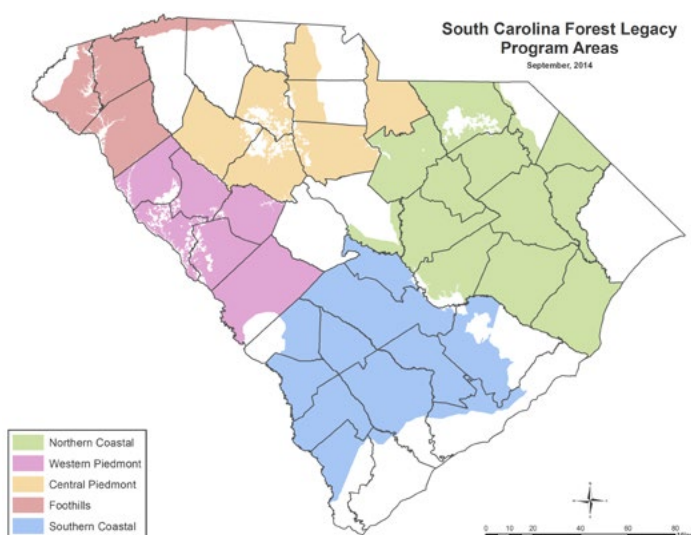 South Carolina Forest Legacy
Program Areas
September, 2014
Northern Coastal
Western Piedmont
Central Piedmont
Foothills
Southern Coastal
0 5 10 20 40 60 80